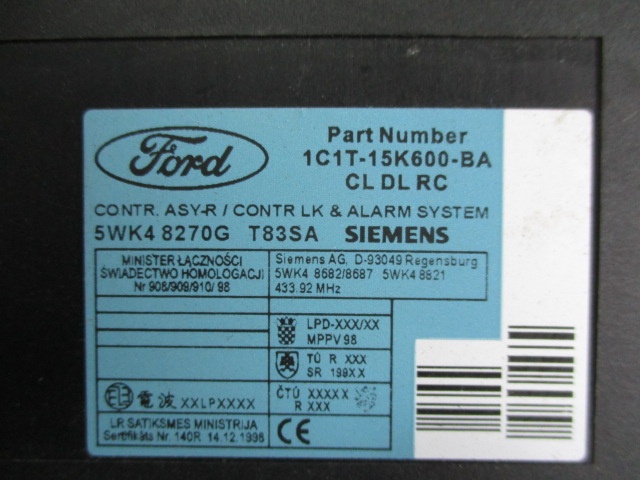 Ford
Part Number
1C1T-15K600-BA
CL DL RC
CONTR. ASY-R / CONTR LK & ALARM SYSTEM
5WK4 8270G T83SA SIEMENS
MINISTER ŁĄCZNOŚCI
ŚWIADECTWO HOMOLOGACJI
Nr 908/909/910/ 98
Siemens AG, D-93049 Regensburg
5WK4 8682/8687 5WK4 8821
433.92 MHz
LPD-XXX/XX
MPPV 98
TÚ R XXX
SR 199XX
電波 XXLPXXXX
ČTÚ XXXXX
R XXX
LR SATIKSMES MINISTRIJA
Sertifikāts Nr. 140R 14.12.1998
CE